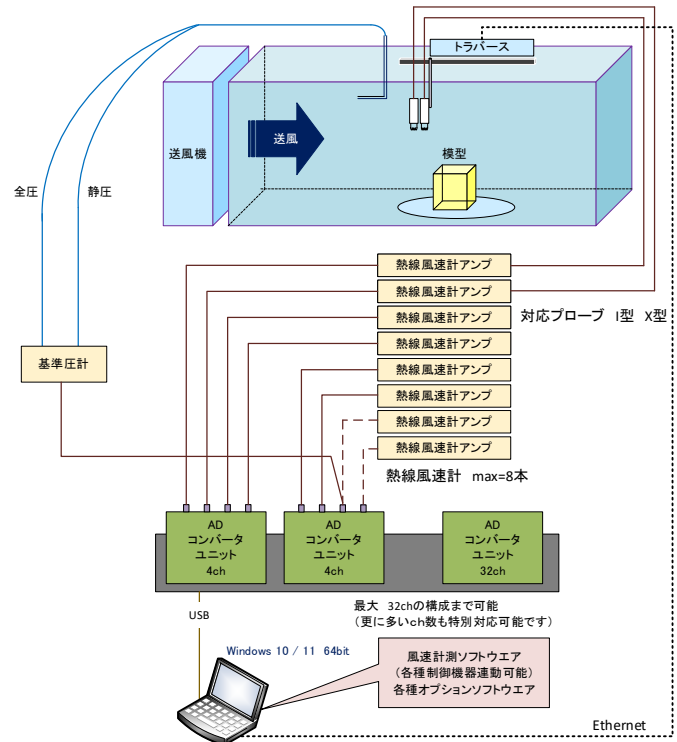 トラバース
送風機
送風
模型
全圧
静圧
熱線風速計アンプ
熱線風速計アンプ
対応プローブ I型 X型
熱線風速計アンプ
熱線風速計アンプ
基準圧計
熱線風速計アンプ
熱線風速計アンプ
熱線風速計アンプ
熱線風速計アンプ
熱線風速計 max=8本
AD
コンバータ
ユニット
4ch
AD
コンバータ
ユニット
4ch
AD
コンバータ
ユニット
32ch
USB
最大 32chの構成まで可能
（更に多いch数も特別対応可能です）
Windows 10 / 11 64bit
風速計測ソフトウエア
（各種制御機器連動可能）
各種オプションソフトウエア
Ethernet